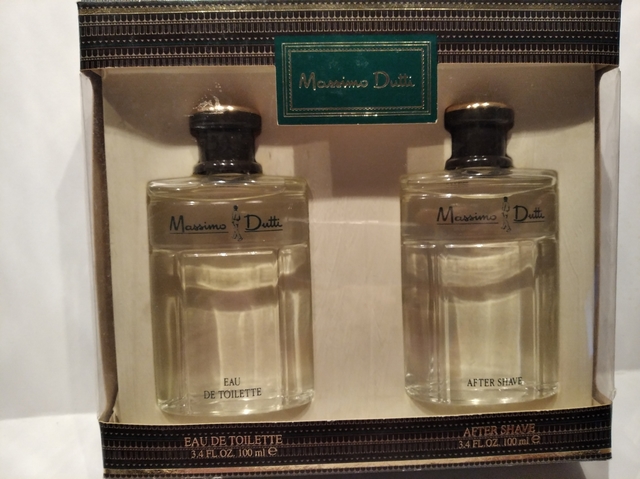 Massimo Dutti
Massimo Dutti
EAU
DE TOILETTE
Massimo Dutti
AFTER SHAVE
EAU DE TOILETTE
3.4 FL.OZ. 100 ml ℮
AFTER SHAVE
3.4 FL.OZ. 100 ml ℮